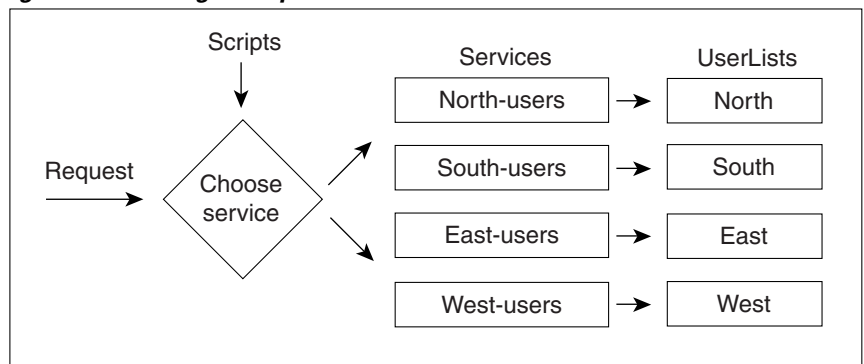 Scripts
Services
UserLists
North-users
North
Request
Choose
service
South-users
South
East-users
East
West-users
West